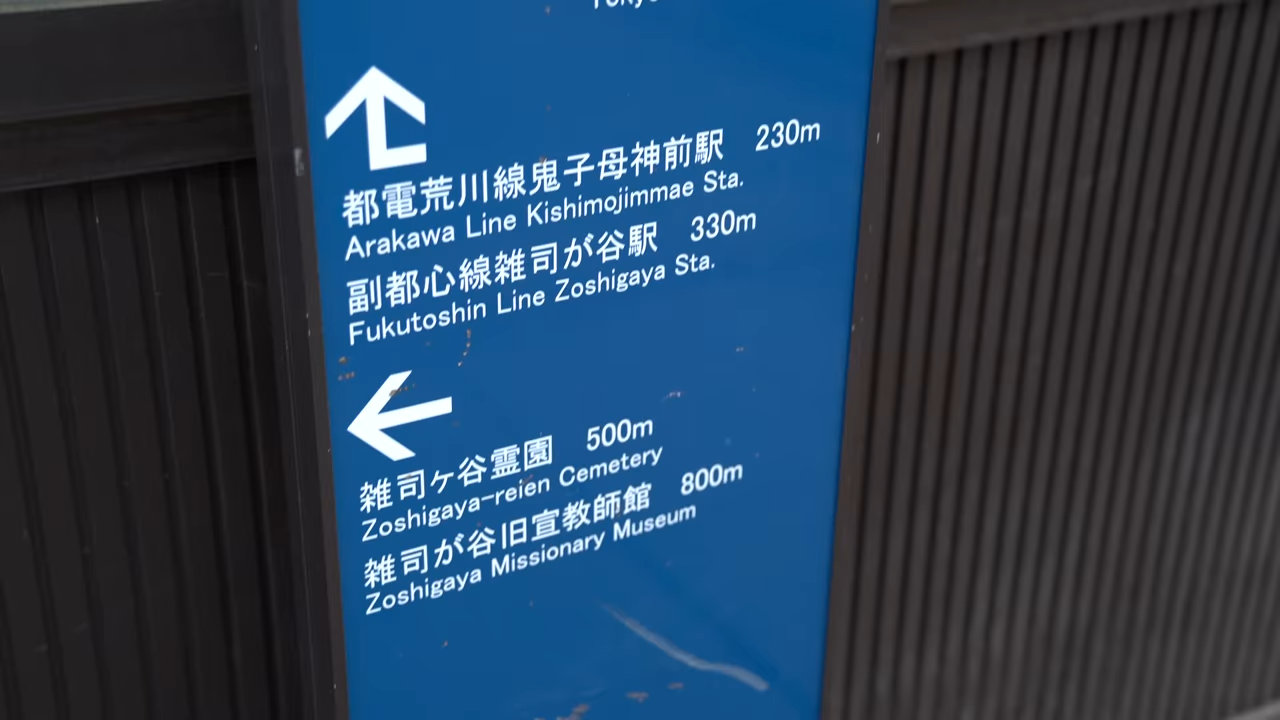 都電荒川線鬼子母神前駅 230m
Arakawa Line Kishimojimmae Sta.
副都心線雑司が谷駅 330m
Fukutoshin Line Zoshigaya Sta.
雑司ヶ谷霊園 500m
Zoshigaya-reien Cemetery
雑司が谷旧宣教師館 800m
Zoshigaya Missionary Museum